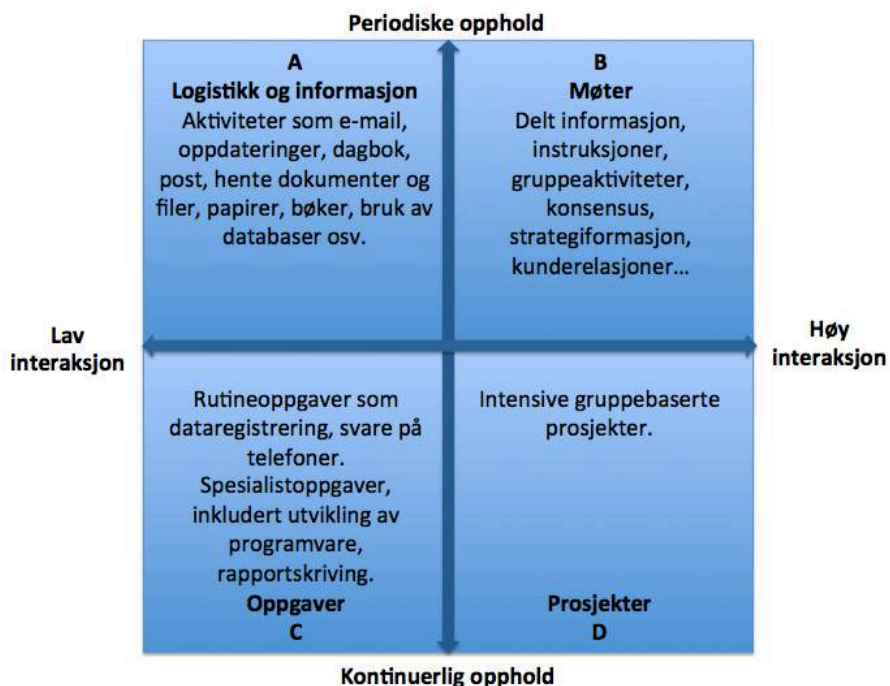 Periodiske opphold
A
Logistikk og informasjon
Aktiviteter som e-mail,
oppdateringer, dagbok,
post, hente dokumenter og
filer, papirer, bøker, bruk av
databaser osv.
B
Møter
Delt informasjon,
instruksjoner,
gruppeaktiviteter,
konsensus,
strategiformasjon,
kunderelasjoner…
Lav
interaksjon
Høy
interaksjon
Rutineoppgaver som
dataregistrering, svare på
telefoner.
Spesialistoppgaver,
inkludert utvikling av
programvare,
rapportskriving.
Oppgaver
C
Intensive gruppebaserte
prosjekter.
Prosjekter
D
Kontinuerlig opphold